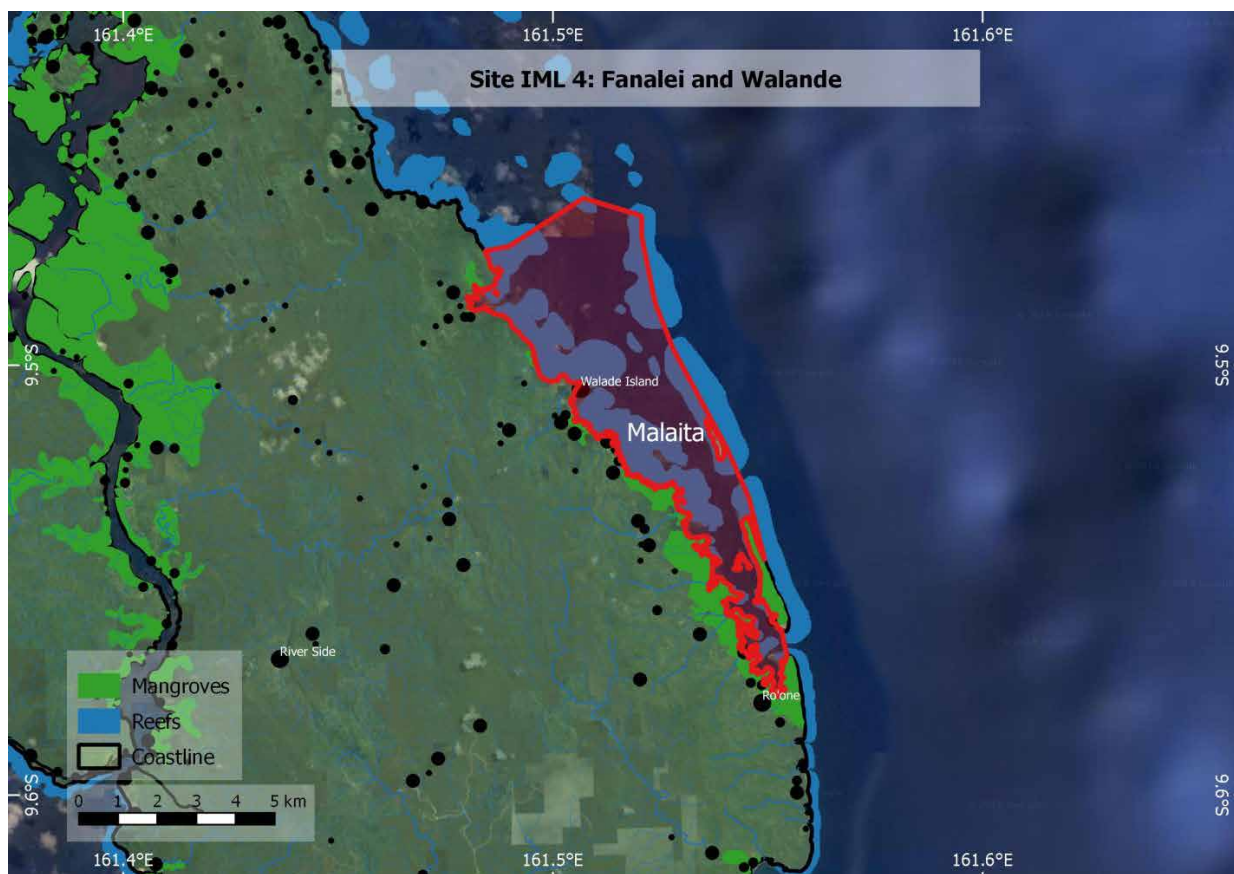 161.4°E
161.5°E
161.6°E
Site IML 4: Fanalei and Walande
9.5°S
9.5°S
Walade Island
Malaita
River Side
Ro'one
Mangroves
Reefs
Coastline
0 1 2 3 4 5 km
9.6°S
9.6°S
161.4°E
161.5°E
161.6°E